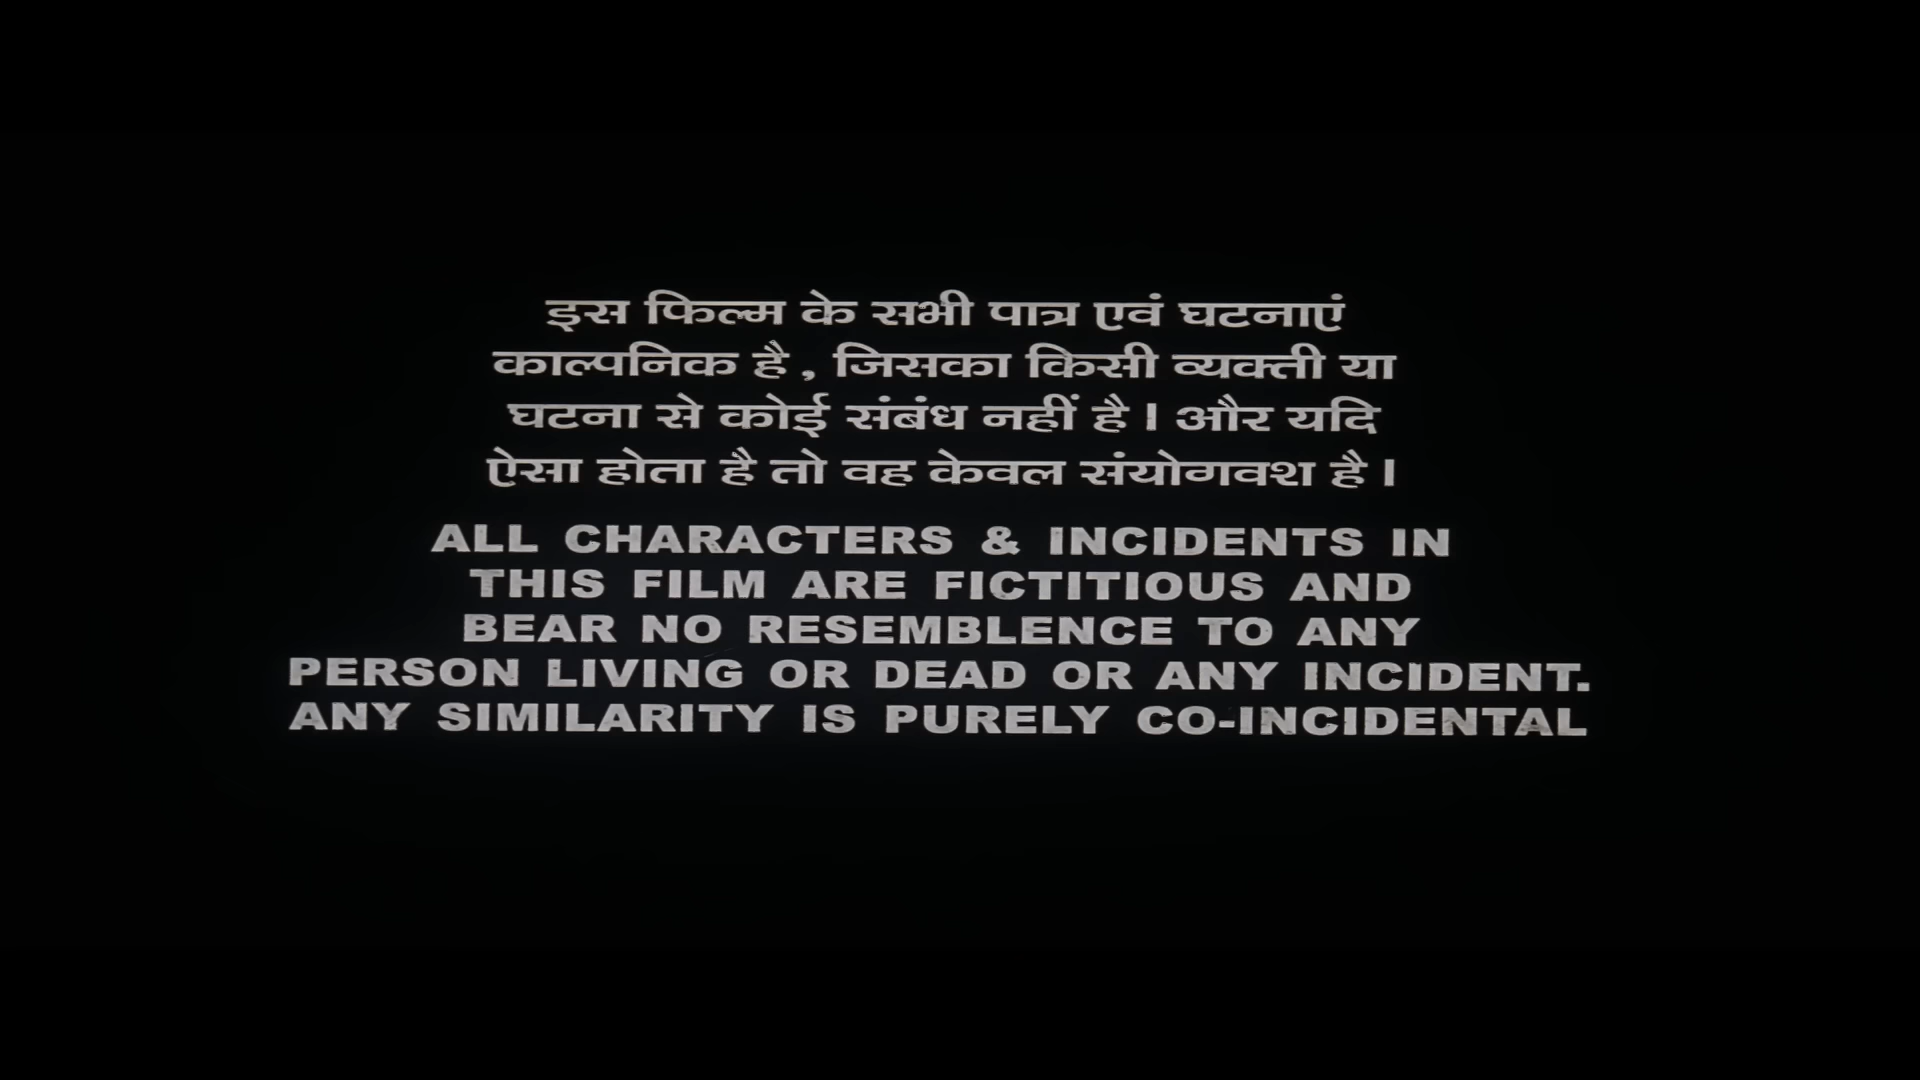 इस फिल्म के सभी पात्र एवं घटनाएं
काल्पनिक है , जिसका किसी व्यक्ती या
घटना से कोई संबंध नहीं है । और यदि
ऐसा होता है तो वह केवल संयोगवश है ।
ALL CHARACTERS & INCIDENTS IN
THIS FILM ARE FICTITIOUS AND
BEAR NO RESEMBLENCE TO ANY
PERSON LIVING OR DEAD OR ANY INCIDENT.
ANY SIMILARITY IS PURELY CO-INCIDENTAL